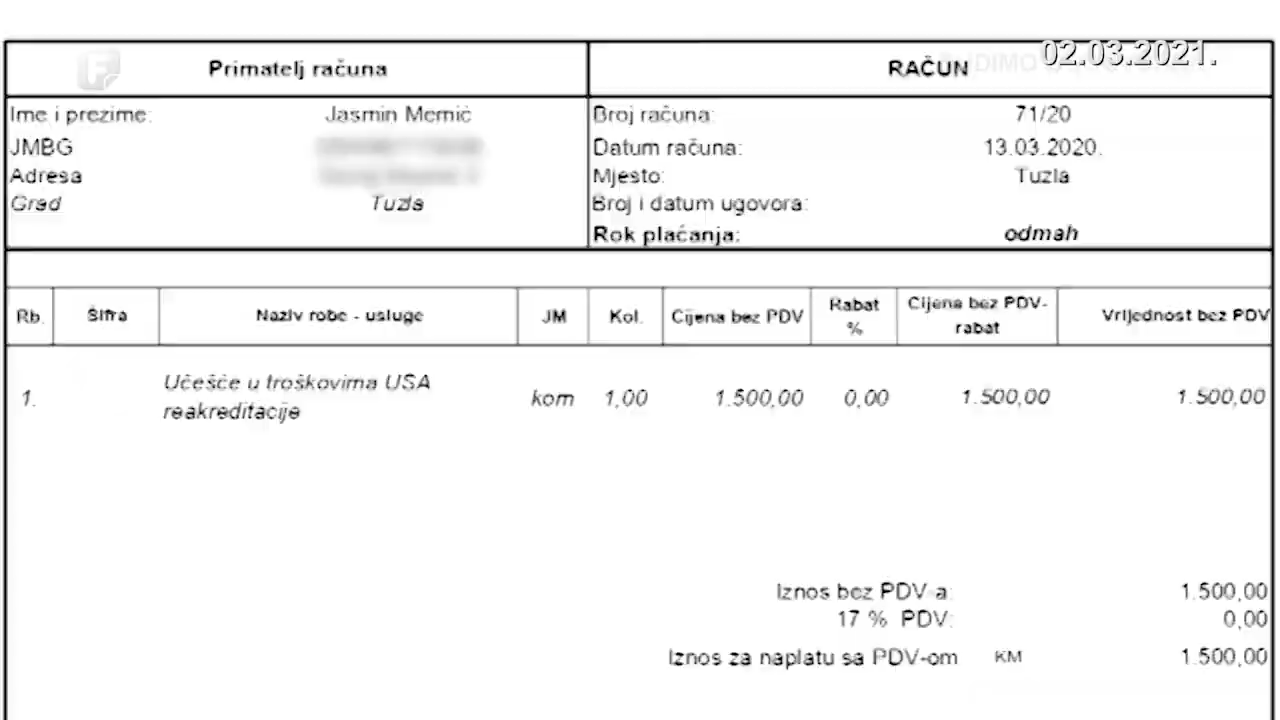 02.03.2021.
Primatelj računa
RAČUN
Ime i prezime: Jasmin Memić
JMBG
Adresa
Grad Tuzla
Broj računa: 71/20
Datum računa: 13.03.2020.
Mjesto: Tuzla
Broj i datum ugovora:
Rok plaćanja: odmah
Rb. Šifra Naziv robe - usluge JM Kol. Cijena bez PDV Rabat % Cijena bez PDV-rabat Vrijednost bez PDV
1. Učešće u troškovima USA reakreditacije kom 1,00 1.500,00 0,00 1.500,00 1.500,00
Iznos bez PDV-a: 1.500,00
17 % PDV: 0,00
Iznos za naplatu sa PDV-om KM 1.500,00